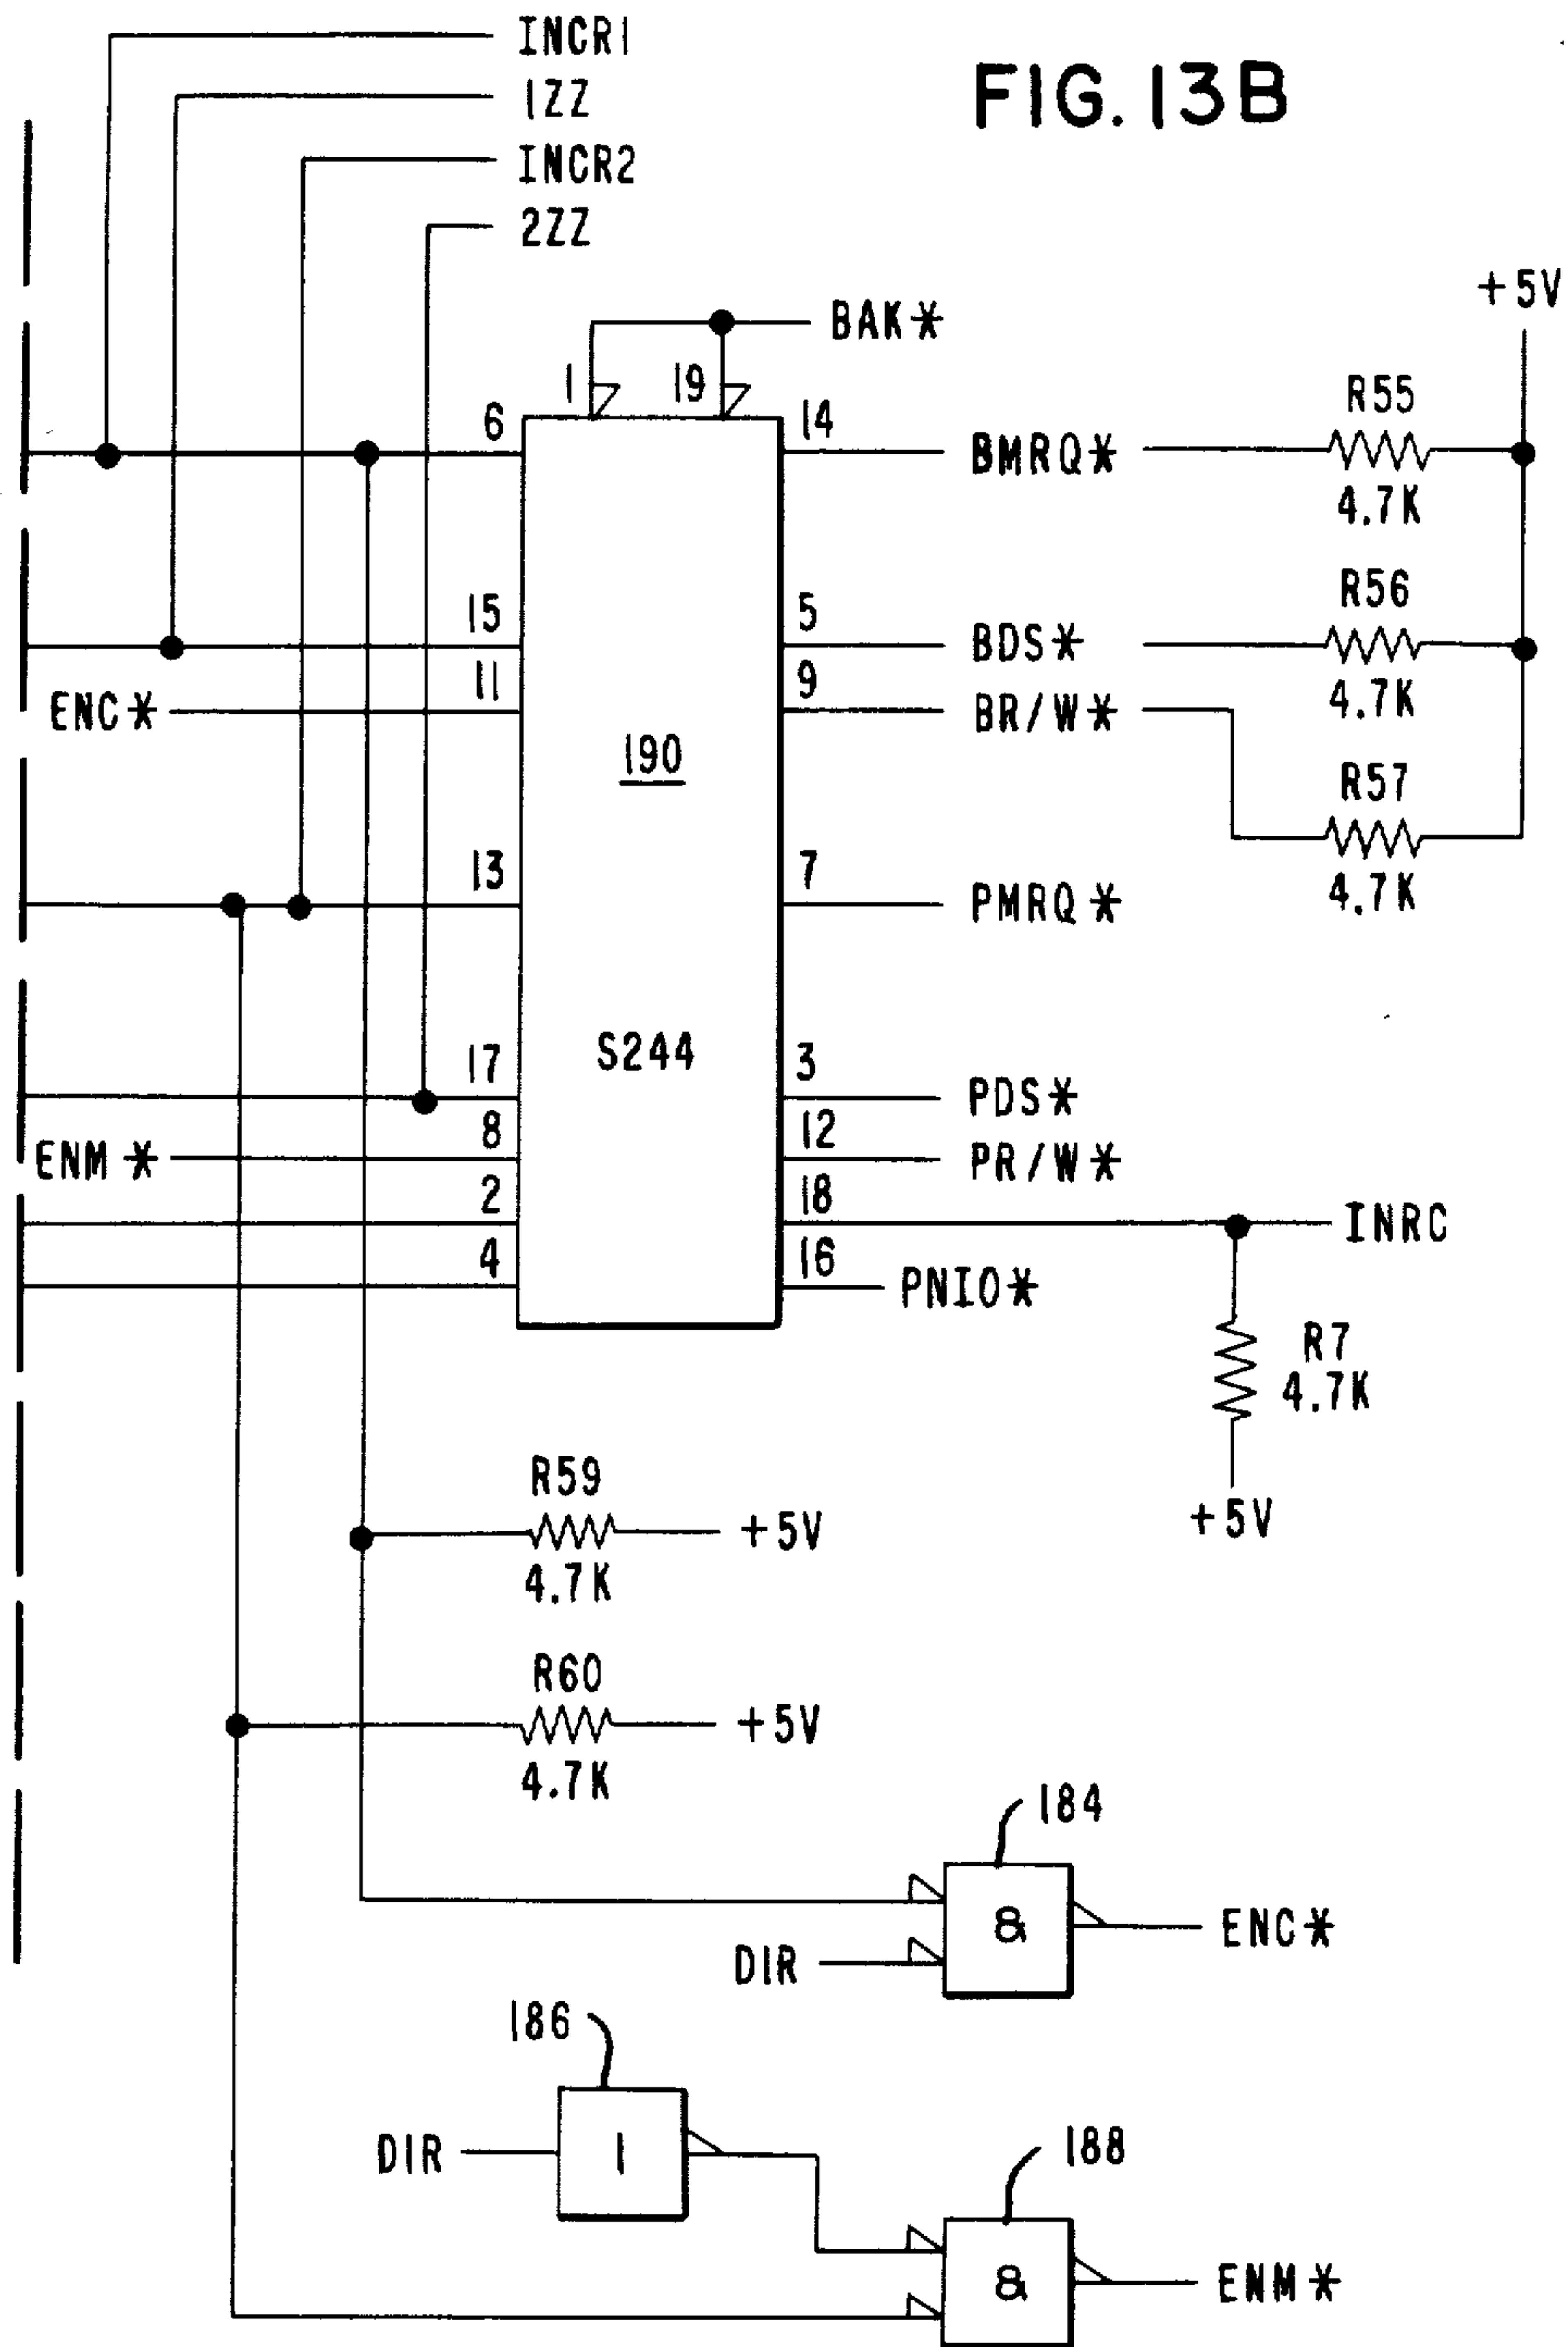 INCR1
FIG. 13B
1ZZ
INCR2
2ZZ
+5V
BAK*
1
19
R55
6
14
BMRQ*
4.7K
R56
15
5
BDS*
4.7K
11
9
ENC*
BR/W*
190
R57
13
7
PMRQ*
4.7K
S244
17
3
PDS*
8
12
ENM*
PR/W*
2
18
INRC
4
16
PNIO*
R7
4.7K
R59
+5V
+5V
4.7K
R60
+5V
4.7K
184
&
ENC*
DIR
186
DIR
1
188
&
ENM*